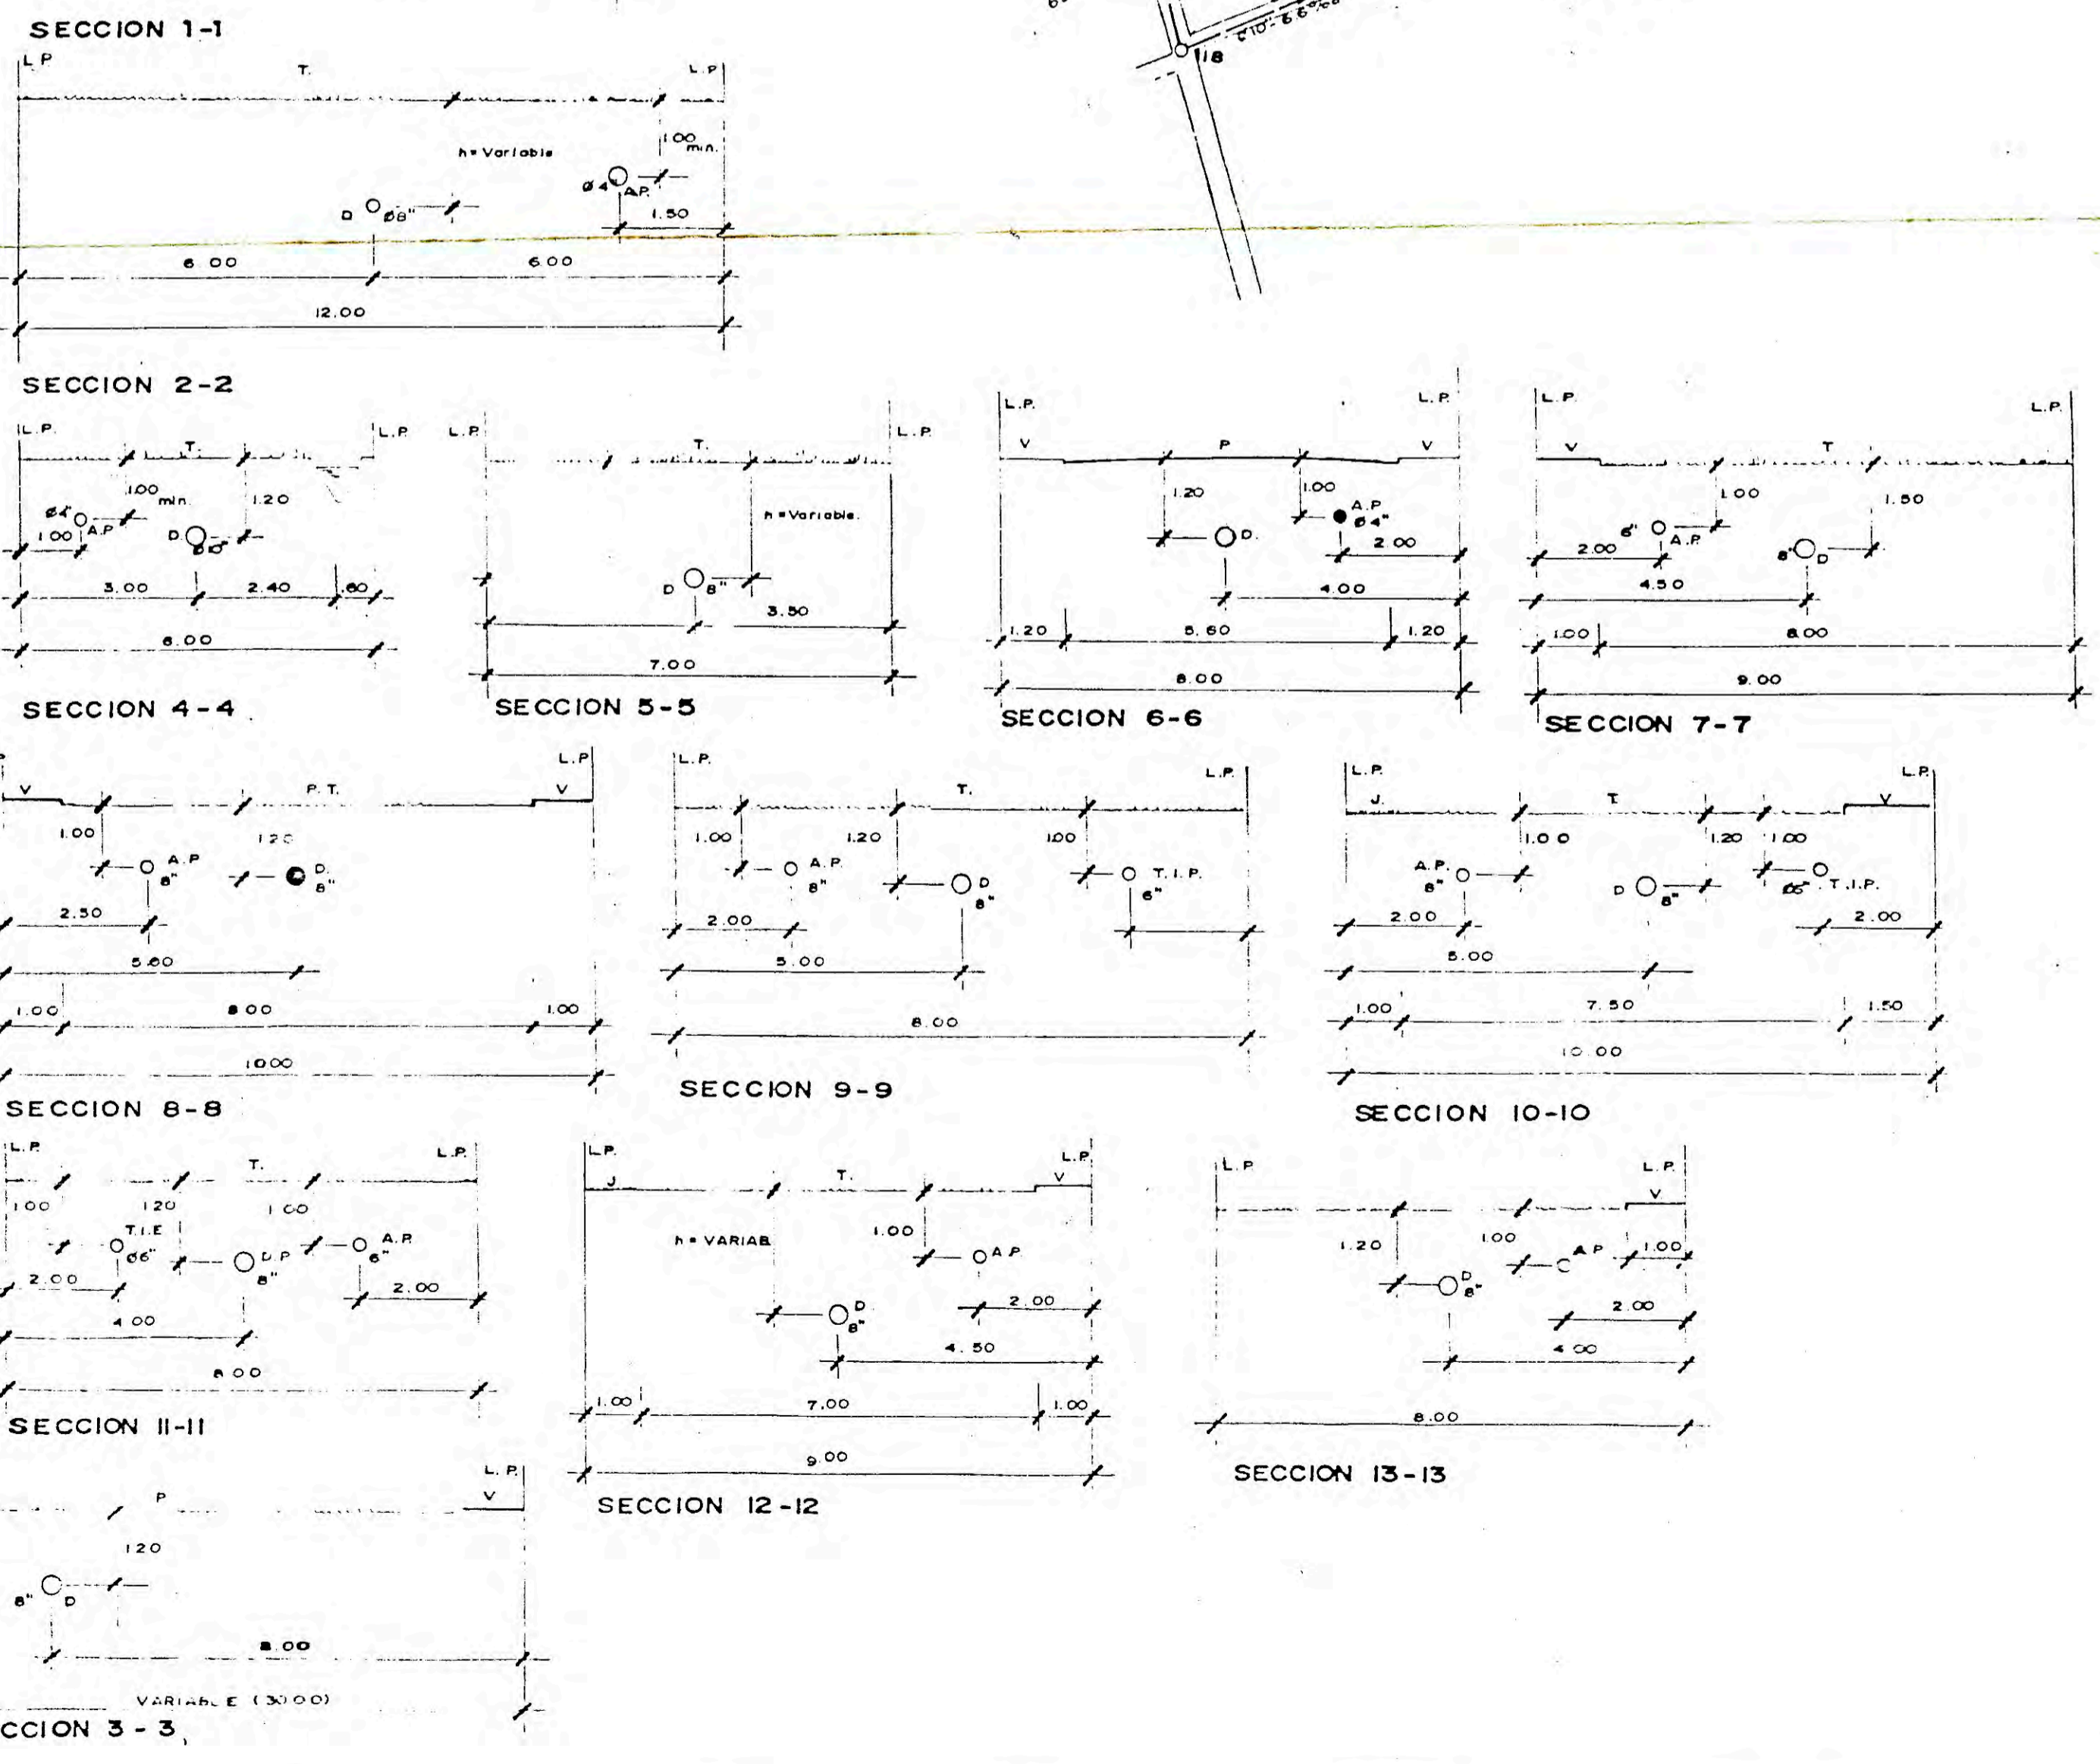 SECCION 1-1
118
L.P
T.
L.P
h= Variable
1.00
min.
Ø4"
A.P.
D
Ø8"
1.50
6.00
6.00
12.00
SECCION 2-2
L.P.
T.
L.P.
1.00
min.
1.20
Ø4"
A.P
1.00
D.
3.00
2.40
.60
6.00
SECCION 4-4
L.P.
T.
L.P.
h=Variable.
D
8"
3.50
7.00
SECCION 5-5
L.P.
L.P.
V
P
V
1.20
1.00
A.P
Ø4"
D.
2.00
4.00
1.20
5.60
1.20
8.00
SECCION 6-6
L.P.
L.P.
V
T
1.00
1.50
6"
A.P.
2.00
8"
D
4.50
1.00
8.00
9.00
SECCION 7-7
L.P
V
P.T.
V
1.00
1.20
A.P
8"
D.
8"
2.50
5.00
1.00
8.00
1.00
10.00
SECCION 8-8
L.P.
T.
L.P.
1.00
1.20
1.00
A.P.
8"
D
8"
T.I.P.
6"
2.00
5.00
8.00
SECCION 9-9
L.P.
L.P.
J.
T.
V
1.00
1.20
1.00
A.P.
8"
D
8"
Ø6" T.I.P.
2.00
2.00
5.00
1.00
7.50
1.50
10.00
SECCION 10-10
L.P.
T.
L.P.
1.00
1.20
1.00
T.I.E
Ø6"
D.P
8"
A.P.
6"
2.00
2.00
4.00
8.00
SECCION 11-11
L.P.
L.P.
J
T.
V
h= VARIAB
1.00
A.P.
D.
8"
2.00
4.50
1.00
7.00
1.00
9.00
SECCION 12-12
L.P
L.P.
V
1.20
1.00
A.P
1.00
D
8"
2.00
4.00
8.00
SECCION 13-13
L.P.
P
V
1.20
8"
D
8.00
VARIABLE (30.00)
CCION 3-3